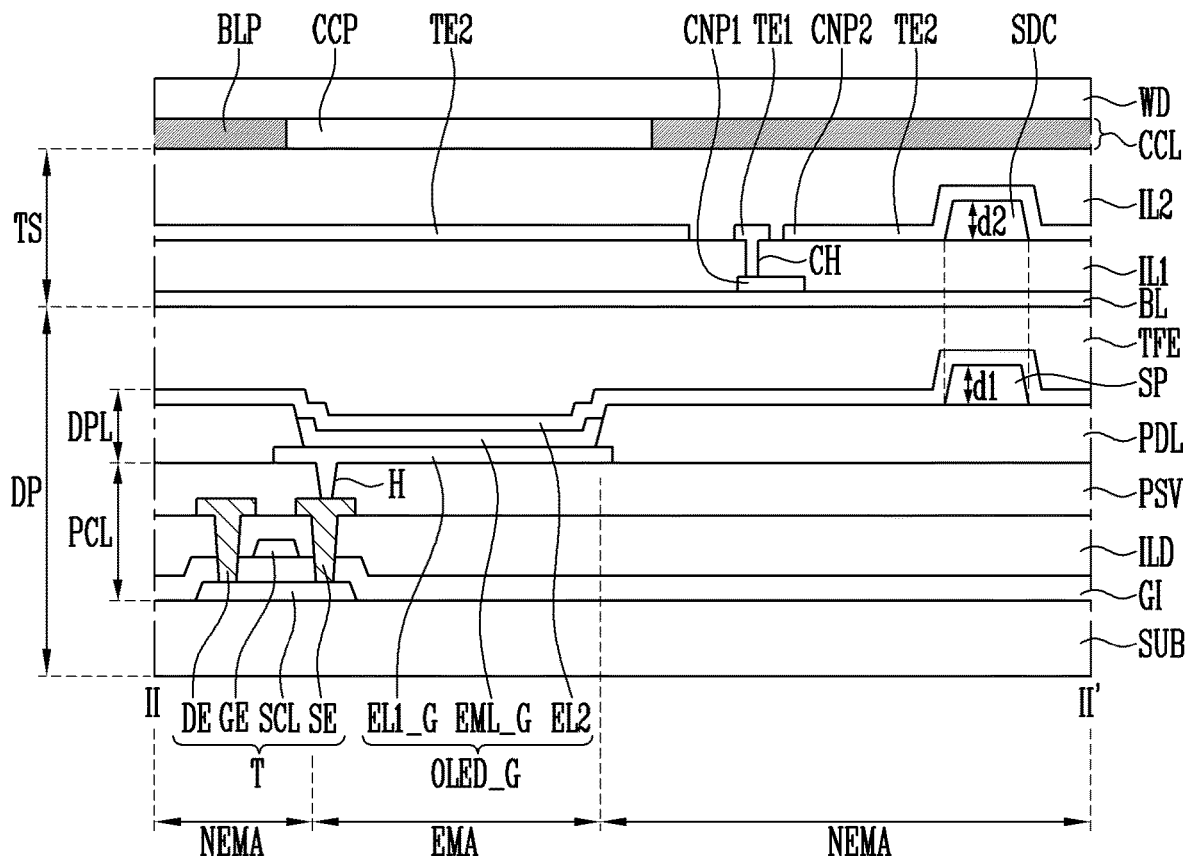 BLP CCP TE2 CNP1 TE1 CNP2 TE2 SDC
WD
CCL
TS
IL2
d2
CH
IL1
BL
TFE
SP
d1
DPL
PDL
DP
H
PSV
PCL
ILD
GI
SUB
II II'
DE GE SCL SE EL1_G EML_G EL2
T OLED_G
NEMA EMA NEMA